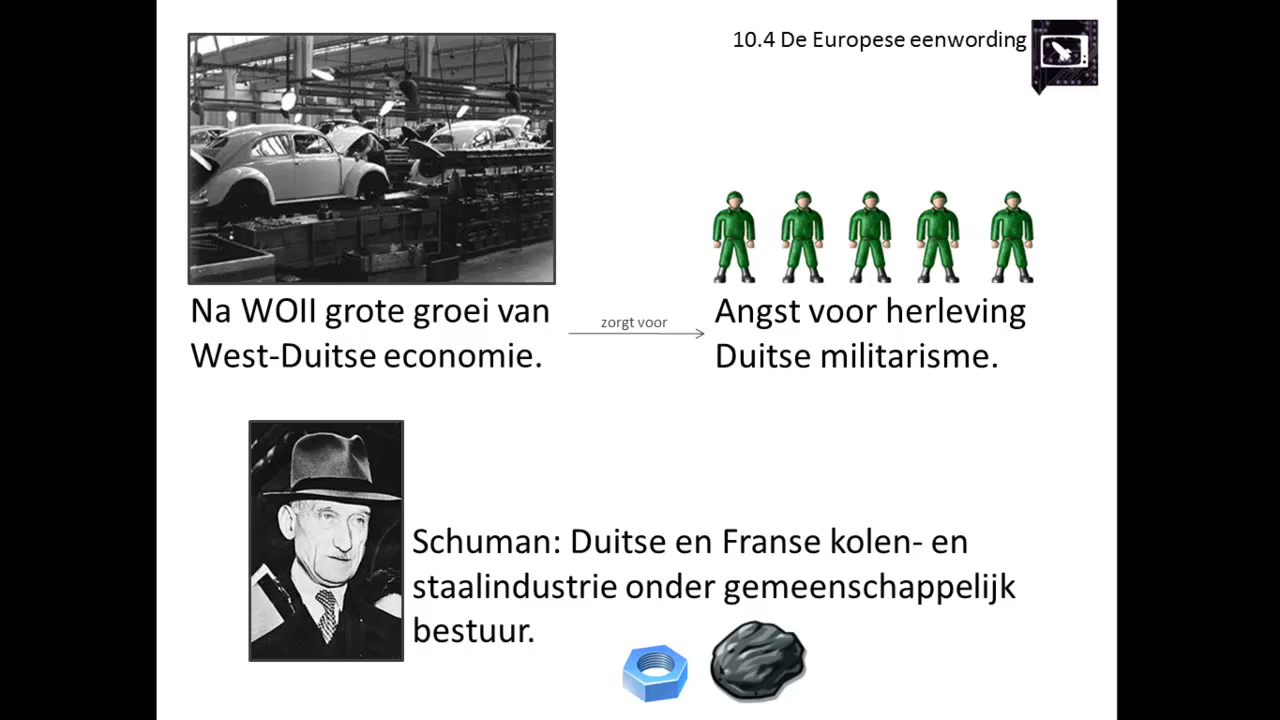 10.4 De Europese eenwording
Na WOII grote groei van
West-Duitse economie.
zorgt voor
Angst voor herleving
Duitse militarisme.
Schuman: Duitse en Franse kolen- en
staalindustrie onder gemeenschappelijk
bestuur.